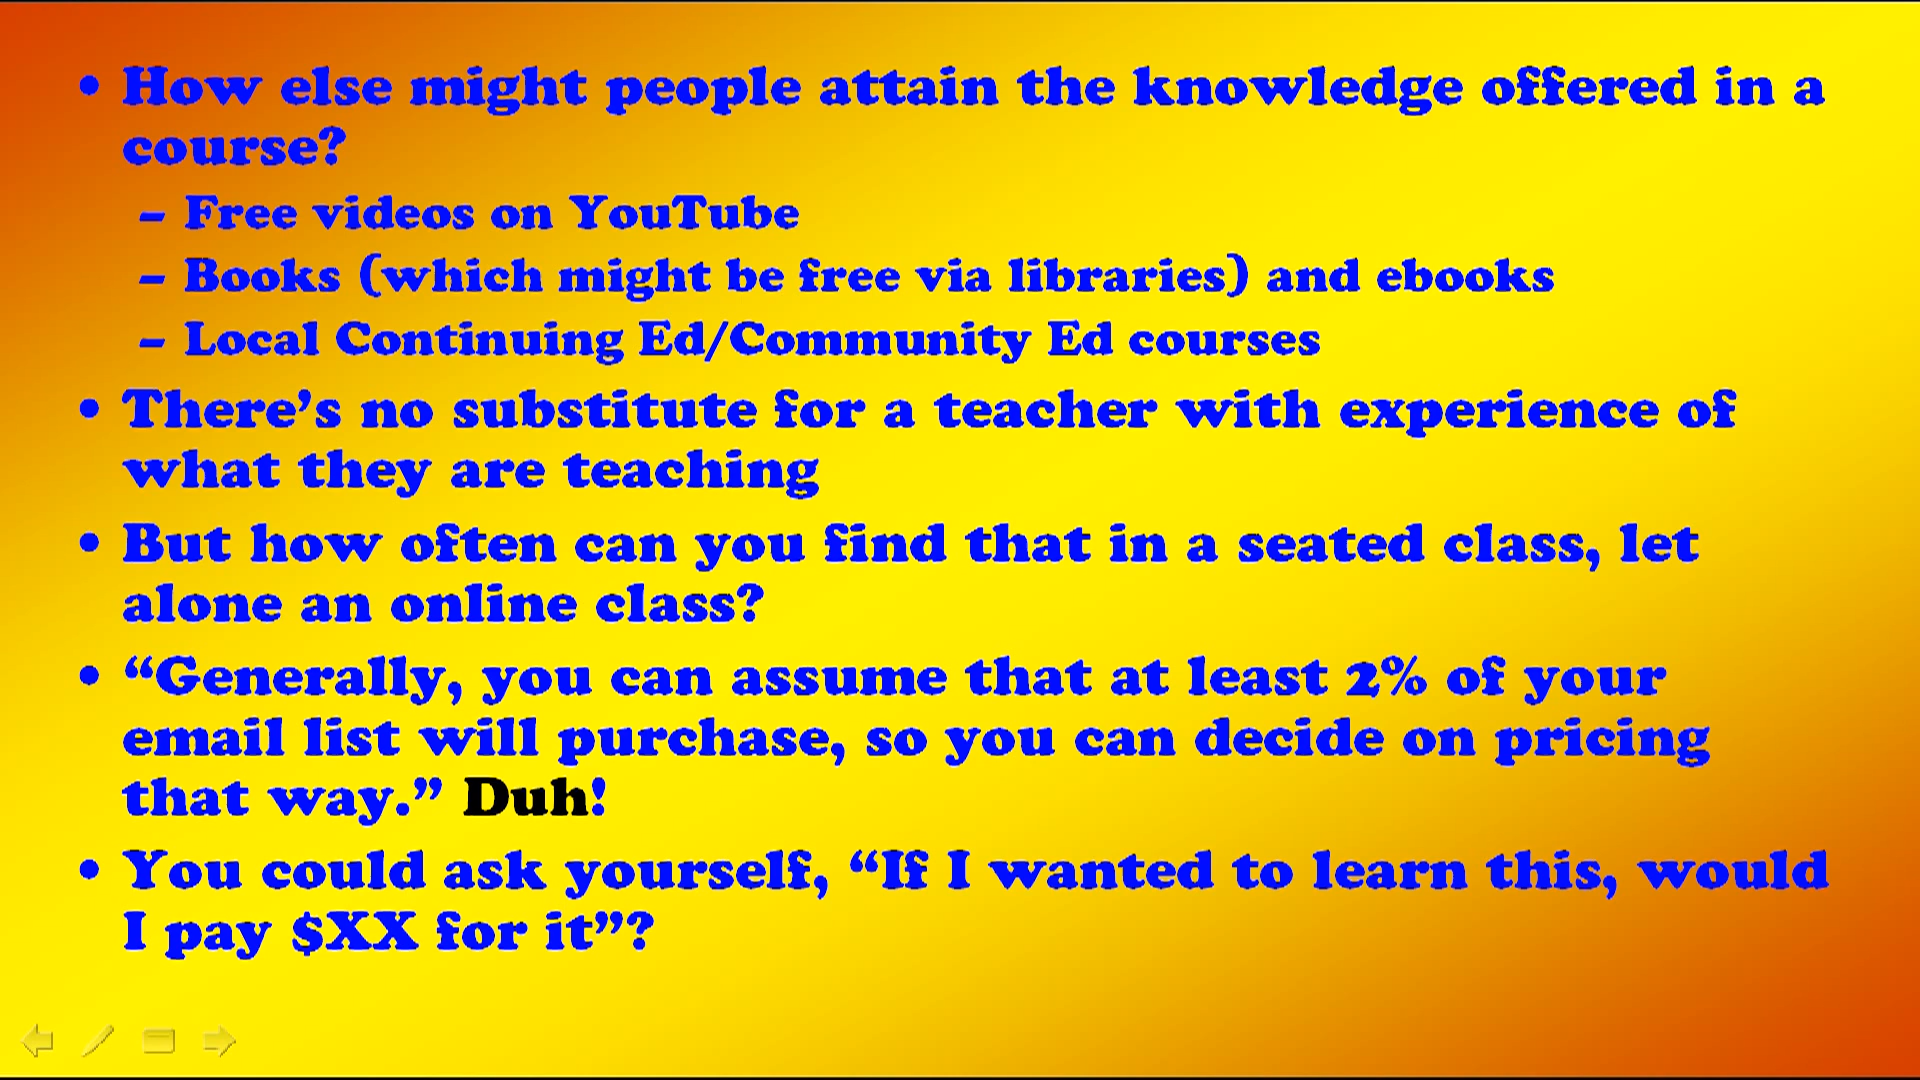 • How else might people attain the knowledge offered in a
course?
– Free videos on YouTube
– Books (which might be free via libraries) and ebooks
– Local Continuing Ed/Community Ed courses
• There’s no substitute for a teacher with experience of
what they are teaching
• But how often can you find that in a seated class, let
alone an online class?
• “Generally, you can assume that at least 2% of your
email list will purchase, so you can decide on pricing
that way.” Duh!
• You could ask yourself, “If I wanted to learn this, would
I pay $XX for it”?